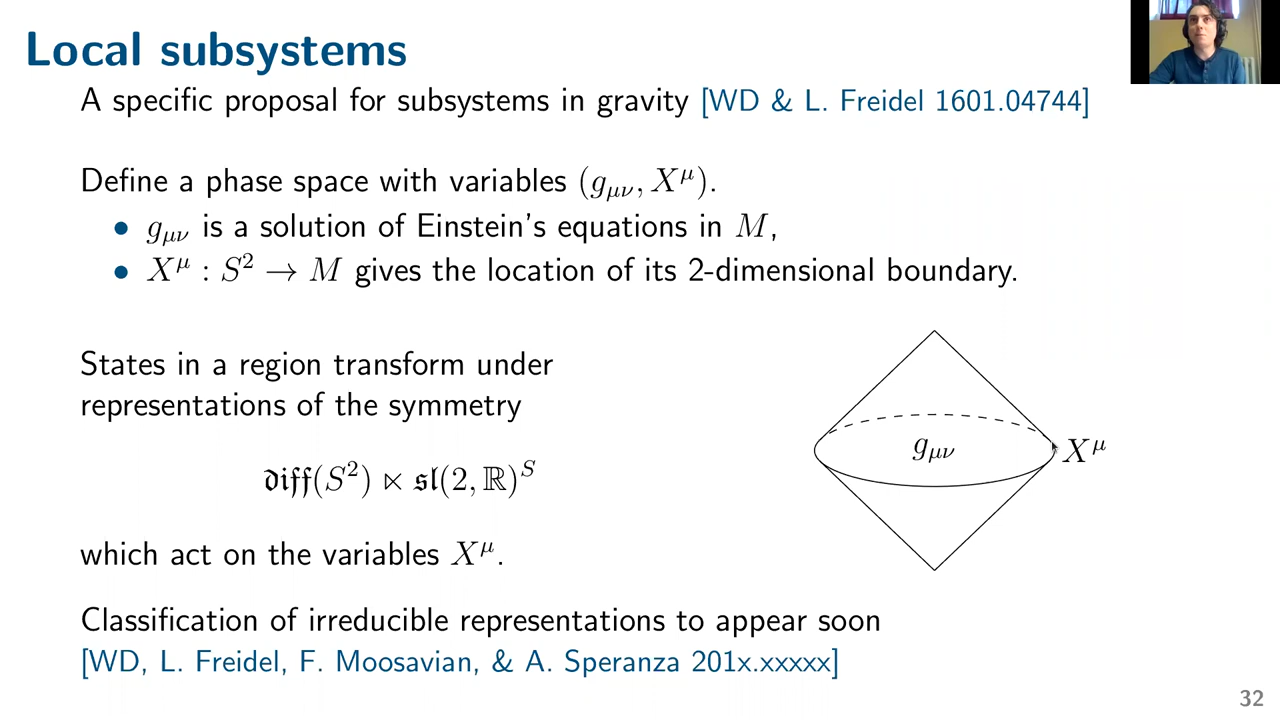 Local subsystems
A specific proposal for subsystems in gravity [WD & L. Freidel 1601.04744]
Define a phase space with variables (g_{μν}, X^μ).
• g_{μν} is a solution of Einstein's equations in M,
• X^μ : S² → M gives the location of its 2-dimensional boundary.
States in a region transform under
representations of the symmetry
𝔡𝔦𝔣𝔣(S²) ⋉ 𝔰𝔩(2, ℝ)^S
which act on the variables X^μ.
g_{μν}
X^μ
Classification of irreducible representations to appear soon
[WD, L. Freidel, F. Moosavian, & A. Speranza 201x.xxxxx]
32